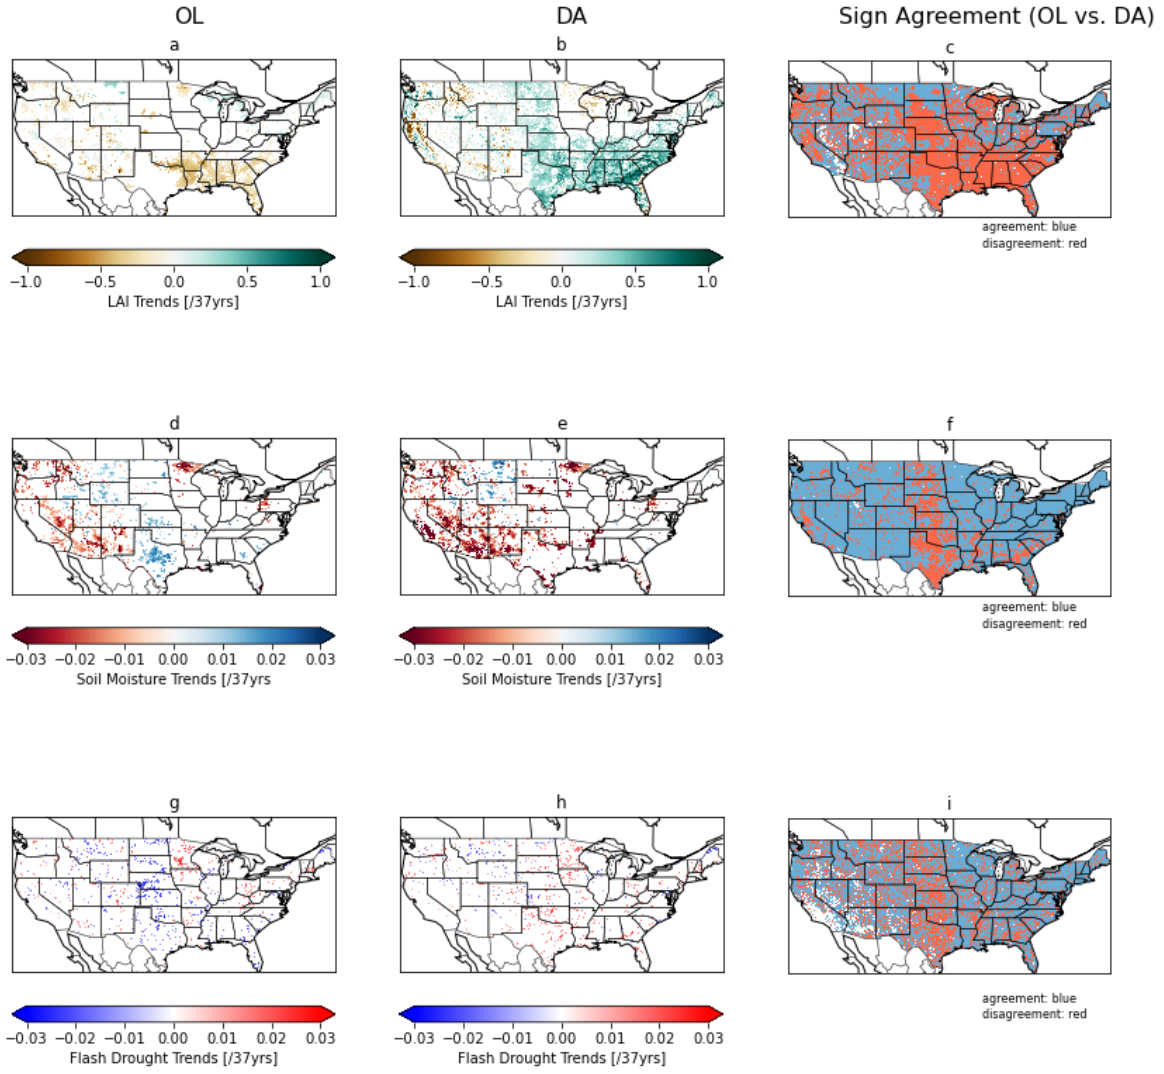 OL DA Sign Agreement (OL vs. DA)
a b c
agreement: blue
disagreement: red
−1.0 −0.5 0.0 0.5 1.0 −1.0 −0.5 0.0 0.5 1.0
LAI Trends [/37yrs] LAI Trends [/37yrs]
d e f
agreement: blue
disagreement: red
−0.03 −0.02 −0.01 0.00 0.01 0.02 0.03 −0.03 −0.02 −0.01 0.00 0.01 0.02 0.03
Soil Moisture Trends [/37yrs Soil Moisture Trends [/37yrs]
g h i
agreement: blue
disagreement: red
−0.03 −0.02 −0.01 0.00 0.01 0.02 0.03 −0.03 −0.02 −0.01 0.00 0.01 0.02 0.03
Flash Drought Trends [/37yrs] Flash Drought Trends [/37yrs]